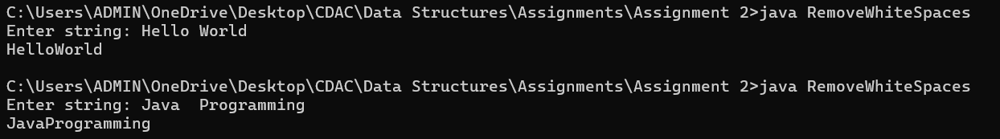 C:\Users\ADMIN\OneDrive\Desktop\CDAC\Data Structures\Assignments\Assignment 2>java RemoveWhiteSpaces
Enter string: Hello World
HelloWorld
C:\Users\ADMIN\OneDrive\Desktop\CDAC\Data Structures\Assignments\Assignment 2>java RemoveWhiteSpaces
Enter string: Java  Programming
JavaProgramming